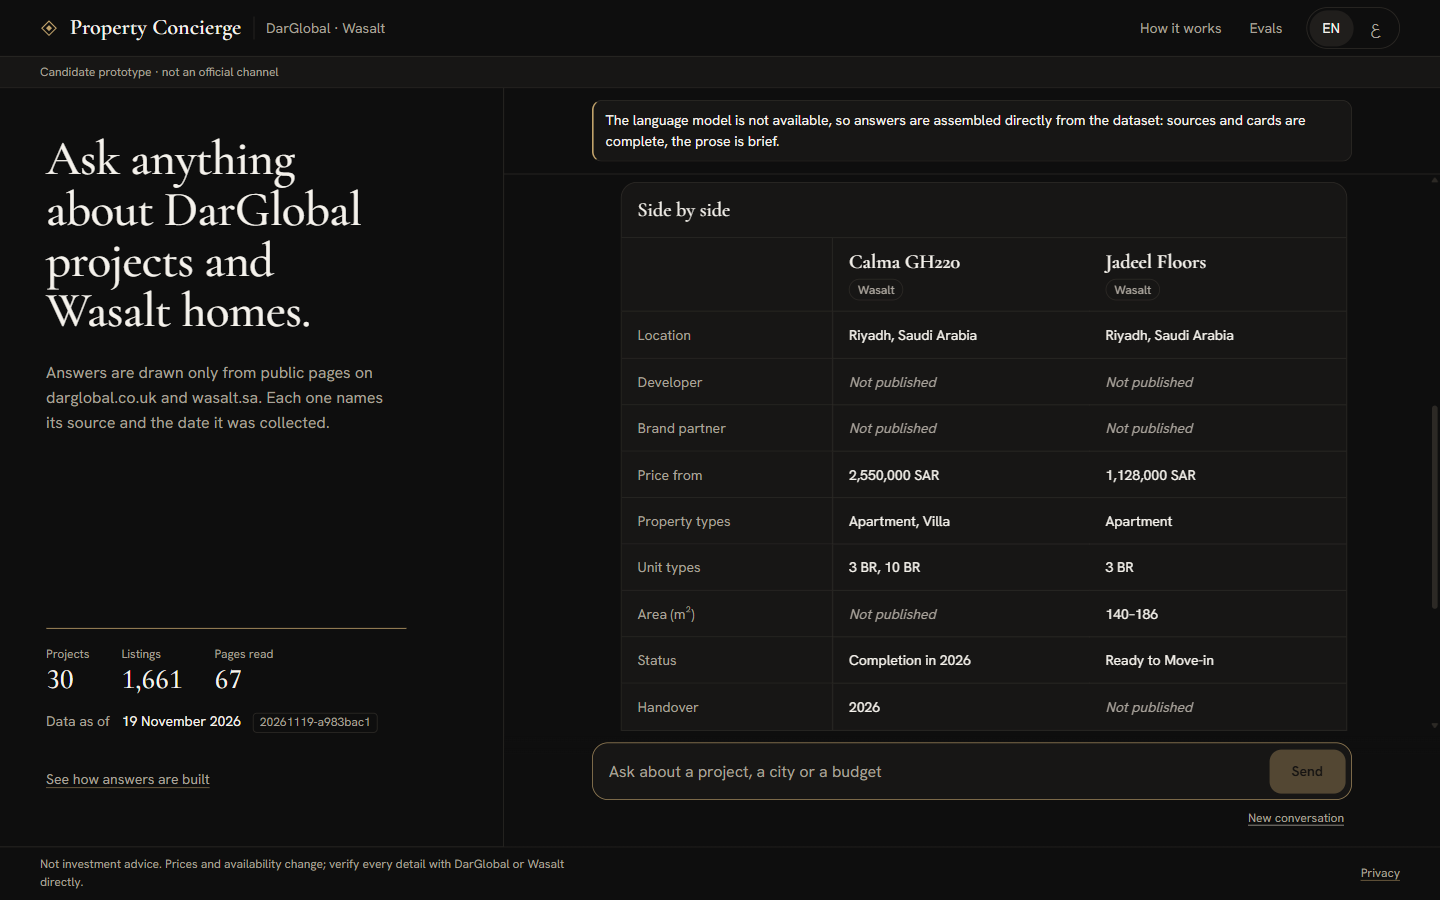 Property Concierge
DarGlobal · Wasalt
How it works
Evals
EN
ع
Candidate prototype · not an official channel
Ask anything
about DarGlobal
projects and
Wasalt homes.
Answers are drawn only from public pages on
darglobal.co.uk and wasalt.sa. Each one names
its source and the date it was collected.
Projects
30
Listings
1,661
Pages read
67
Data as of 19 November 2026 20261119-a983bac1
See how answers are built
The language model is not available, so answers are assembled directly from the dataset: sources and cards are
complete, the prose is brief.
Side by side
Calma GH220 Jadeel Floors
Wasalt Wasalt
Location Riyadh, Saudi Arabia Riyadh, Saudi Arabia
Developer Not published Not published
Brand partner Not published Not published
Price from 2,550,000 SAR 1,128,000 SAR
Property types Apartment, Villa Apartment
Unit types 3 BR, 10 BR 3 BR
Area (m²) Not published 140–186
Status Completion in 2026 Ready to Move-in
Handover 2026 Not published
Ask about a project, a city or a budget
Send
New conversation
Not investment advice. Prices and availability change; verify every detail with DarGlobal or Wasalt
directly.
Privacy